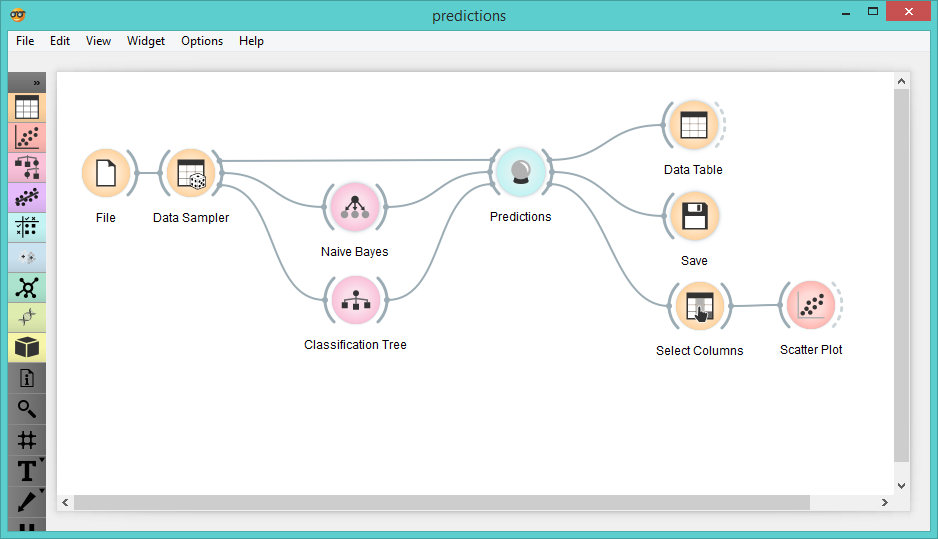 predictions
File Edit View Widget Options Help
»
File
Data Sampler
Naive Bayes
Classification Tree
Predictions
Data Table
Save
Select Columns
Scatter Plot
T